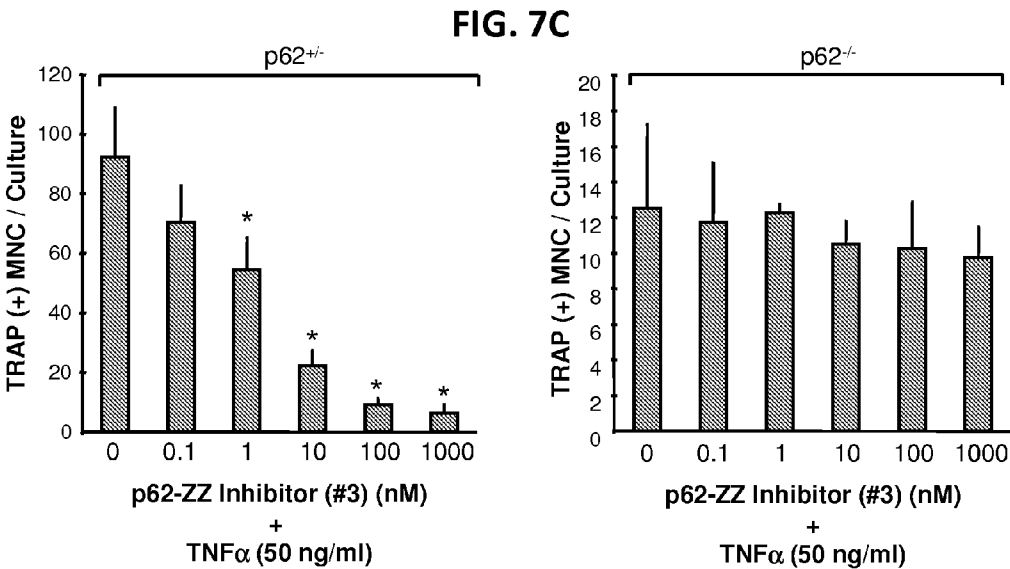 FIG. 7C
p62+/-
TRAP (+) MNC / Culture
120
100
80
60
40
20
0
*
*
*
*
0 0.1 1 10 100 1000
p62-ZZ Inhibitor (#3) (nM)
+
TNFα (50 ng/ml)
p62-/-
TRAP (+) MNC / Culture
20
18
16
14
12
10
8
6
4
2
0
0 0.1 1 10 100 1000
p62-ZZ Inhibitor (#3) (nM)
+
TNFα (50 ng/ml)